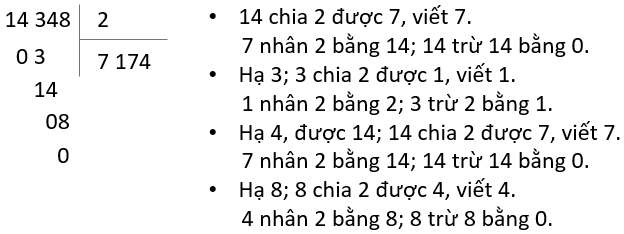 14 348 2
0 3 7 174
14
08
0
• 14 chia 2 được 7, viết 7.
7 nhân 2 bằng 14; 14 trừ 14 bằng 0.
• Hạ 3; 3 chia 2 được 1, viết 1.
1 nhân 2 bằng 2; 3 trừ 2 bằng 1.
• Hạ 4, được 14; 14 chia 2 được 7, viết 7.
7 nhân 2 bằng 14; 14 trừ 14 bằng 0.
• Hạ 8; 8 chia 2 được 4, viết 4.
4 nhân 2 bằng 8; 8 trừ 8 bằng 0.